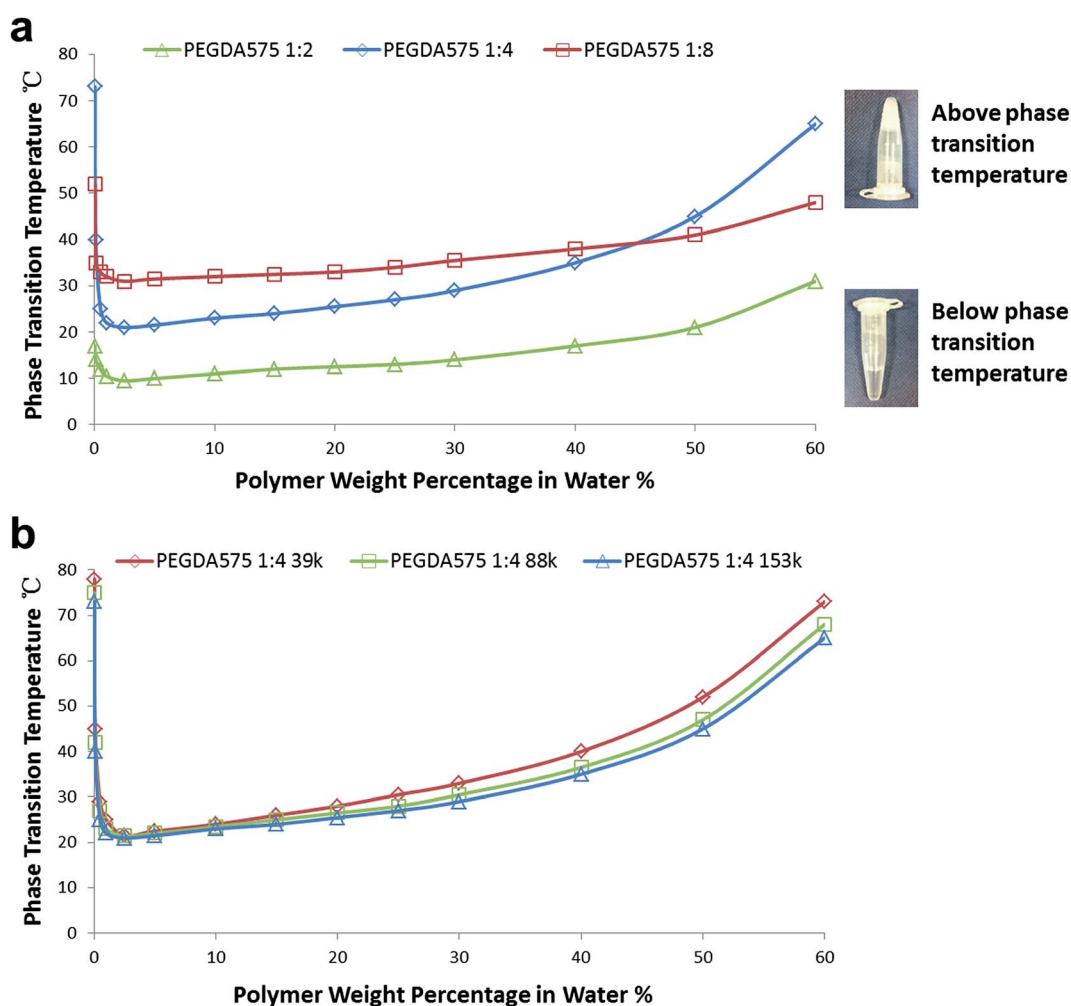 a
PEGDA575 1:2 PEGDA575 1:4 PEGDA575 1:8
80
70
60
50
40
30
20
10
0
Phase Transition Temperature ℃
0 10 20 30 40 50 60
Polymer Weight Percentage in Water %
Above phase
transition
temperature
Below phase
transition
temperature
b
PEGDA575 1:4 39k PEGDA575 1:4 88k PEGDA575 1:4 153k
80
70
60
50
40
30
20
10
0
Phase Transition Temperature ℃
0 10 20 30 40 50 60
Polymer Weight Percentage in Water %